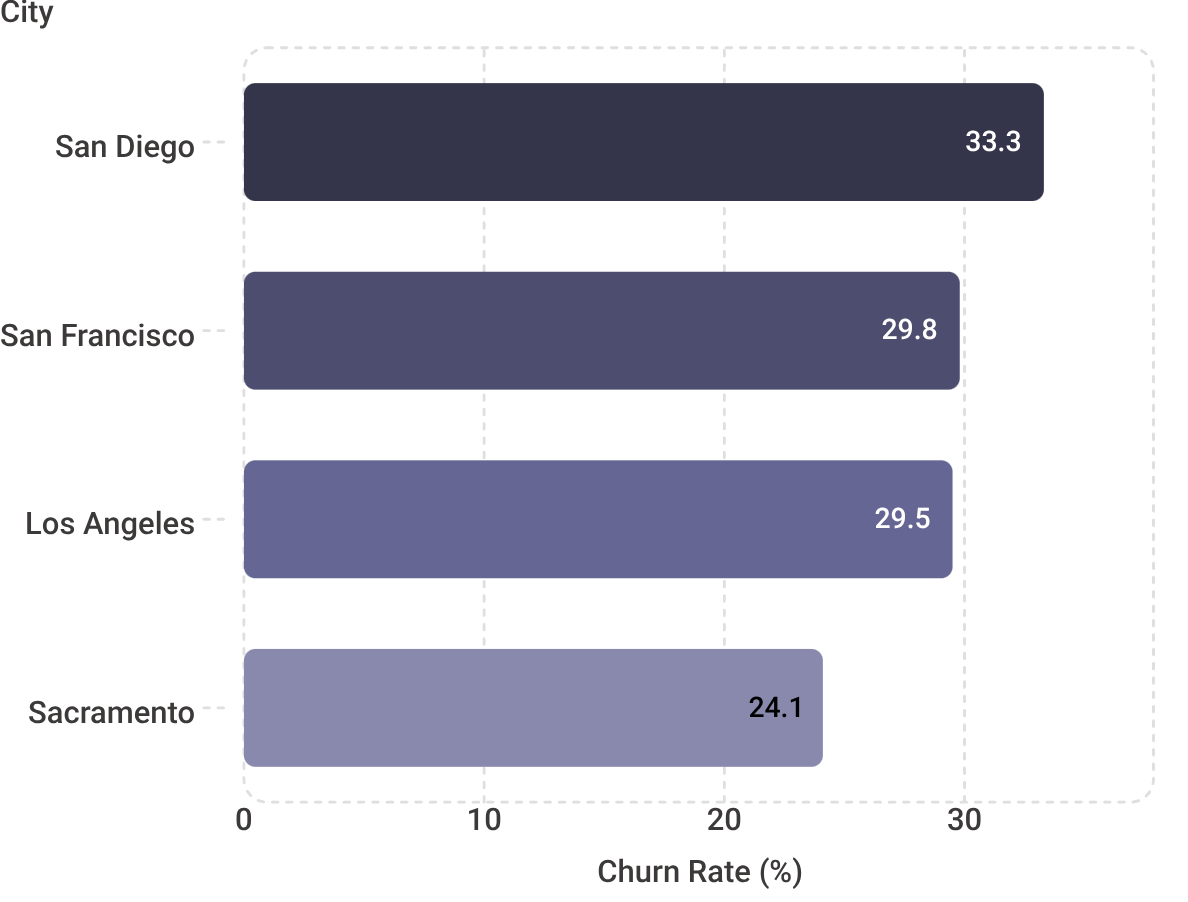 City
San Diego
33.3
San Francisco
29.8
Los Angeles
29.5
Sacramento
24.1
0 10 20 30
Churn Rate (%)